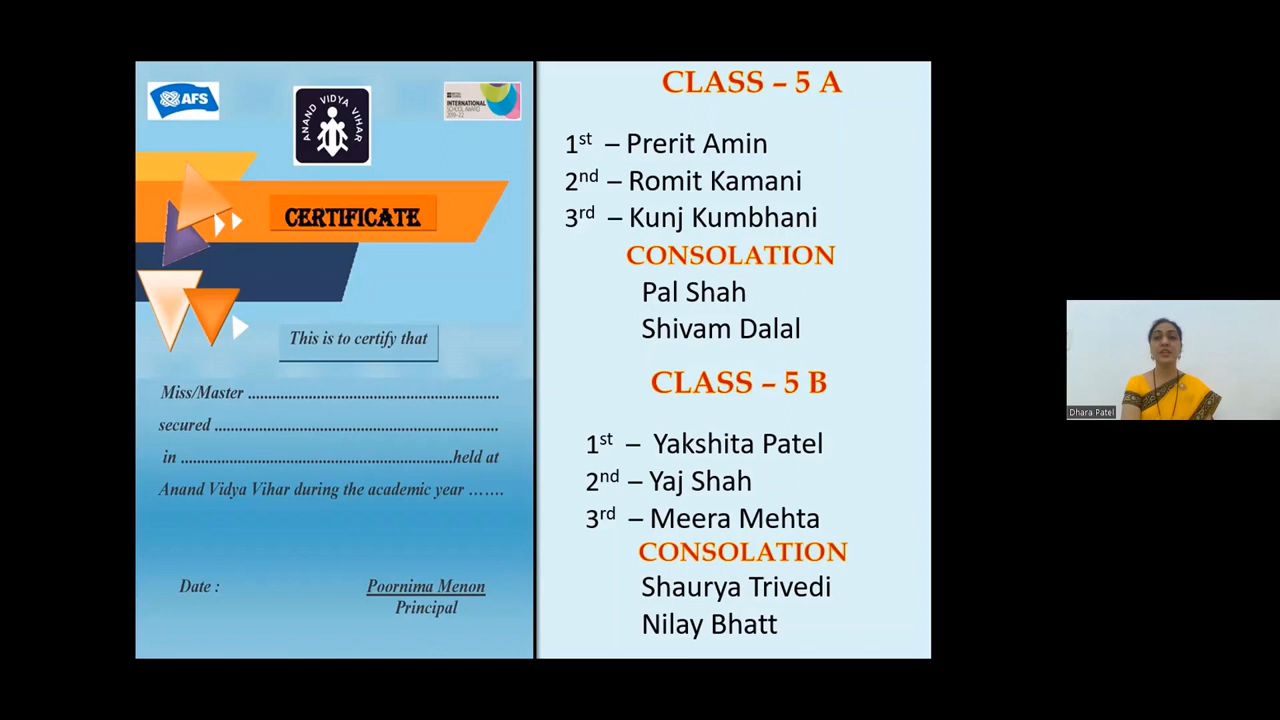 AFS
ANAND VIDYA VIHAR
INTERNATIONAL
SCHOOL AWARD
CERTIFICATE
This is to certify that
Miss/Master ...............................................................
secured .......................................................................
in ....................................................................held at
Anand Vidya Vihar during the academic year …….
Date :
Poornima Menon
Principal
CLASS – 5 A
1st – Prerit Amin
2nd – Romit Kamani
3rd – Kunj Kumbhani
CONSOLATION
Pal Shah
Shivam Dalal
CLASS – 5 B
1st – Yakshita Patel
2nd – Yaj Shah
3rd – Meera Mehta
CONSOLATION
Shaurya Trivedi
Nilay Bhatt
Dhara Patel